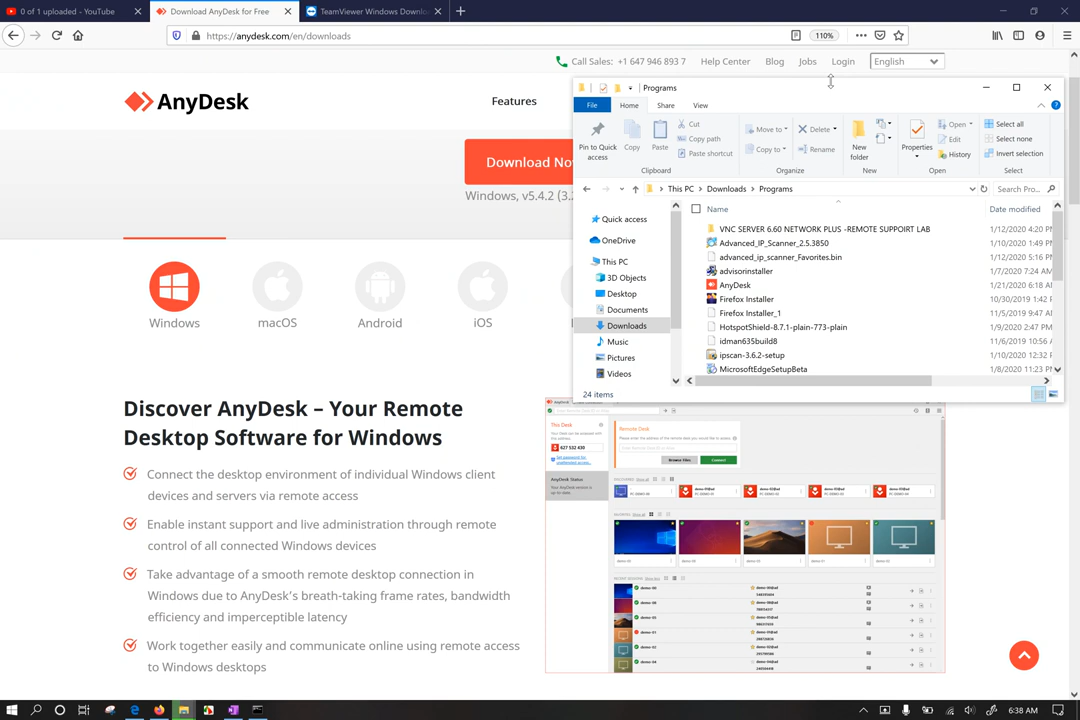 0 of 1 uploaded - YouTube
Download AnyDesk for Free
TeamViewer Windows Downlo
https://anydesk.com/en/downloads
110%
Call Sales: +1 647 946 893 7
Help Center
Blog
Jobs
Login
English
AnyDesk
Features
Download No
Windows, v5.4.2 (3.
Windows
macOS
Android
iOS
Discover AnyDesk – Your Remote
Desktop Software for Windows
Connect the desktop environment of individual Windows client
devices and servers via remote access
Enable instant support and live administration through remote
control of all connected Windows devices
Take advantage of a smooth remote desktop connection in
Windows due to AnyDesk's breath-taking frame rates, bandwidth
efficiency and imperceptible latency
Work together easily and communicate online using remote access
to Windows desktops
Programs
File
Home
Share
View
Pin to Quick
access
Copy
Paste
Cut
Copy path
Paste shortcut
Clipboard
Move to
Copy to
Delete
Rename
Organize
New
folder
New
Properties
Open
Edit
History
Open
Select all
Select none
Invert selection
Select
This PC
Downloads
Programs
Search Pro...
Quick access
OneDrive
This PC
3D Objects
Desktop
Documents
Downloads
Music
Pictures
Videos
Name
Date modified
VNC SERVER 6.60 NETWORK PLUS -REMOTE SUPPOIRT LAB
1/12/2020 4:20 P
Advanced_IP_Scanner_2.5.3850
1/10/2020 1:49 P
advanced_ip_scanner_Favorites.bin
1/12/2020 5:16 P
advisorinstaller
1/7/2020 7:24 A
AnyDesk
1/21/2020 6:18 A
Firefox Installer
10/30/2019 1:42
Firefox Installer_1
11/5/2019 9:47 A
HotspotShield-8.7.1-plain-773-plain
1/9/2020 2:47 P
idman635build8
11/6/2019 10:56
ipscan-3.6.2-setup
1/10/2020 12:32
MicrosoftEdgeSetupBeta
1/8/2020 11:23 P
24 items
AnyDesk
This Desk
627 532 430
AnyDesk Status
Remote Desk
Browse Files
Connect
6:38 AM